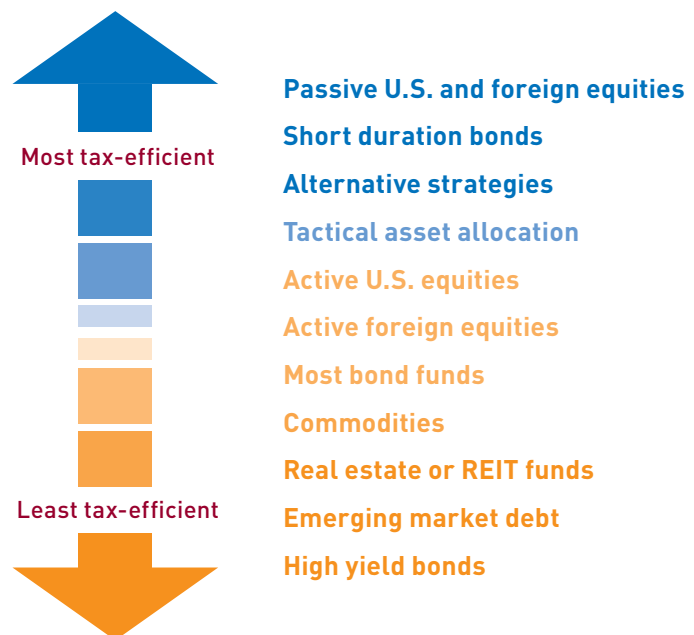 Passive U.S. and foreign equities
Short duration bonds
Most tax-efficient
Alternative strategies
Tactical asset allocation
Active U.S. equities
Active foreign equities
Most bond funds
Commodities
Real estate or REIT funds
Least tax-efficient
Emerging market debt
High yield bonds